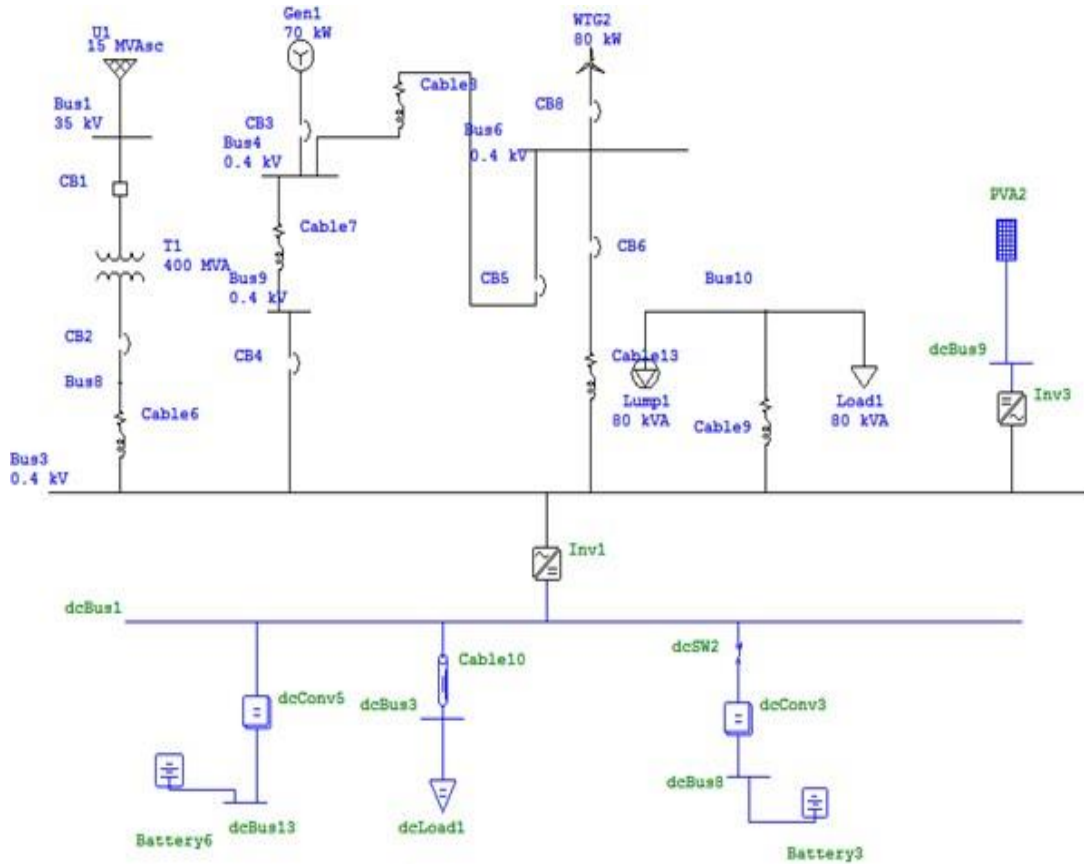 U1
15 MVAsc
Gen1
70 kW
WTG2
80 kW
Cable8
Bus1
35 kV
CB3
Bus4
0.4 kV
CB8
Bus6
0.4 kV
CB1
PVA2
T1
400 MVA
Cable7
Bus9
0.4 kV
CB5
CB6
Bus10
CB2
CB4
Bus8
Cable13
dcBus9
Cable6
Lump1
80 kVA
Cable9
Load1
80 kVA
Inv3
Bus3
0.4 kV
Inv1
dcBus1
Cable10
dcSW2
dcConv5
dcBus3
dcConv3
dcBus8
Battery6
dcBus13
dcLoad1
Battery3